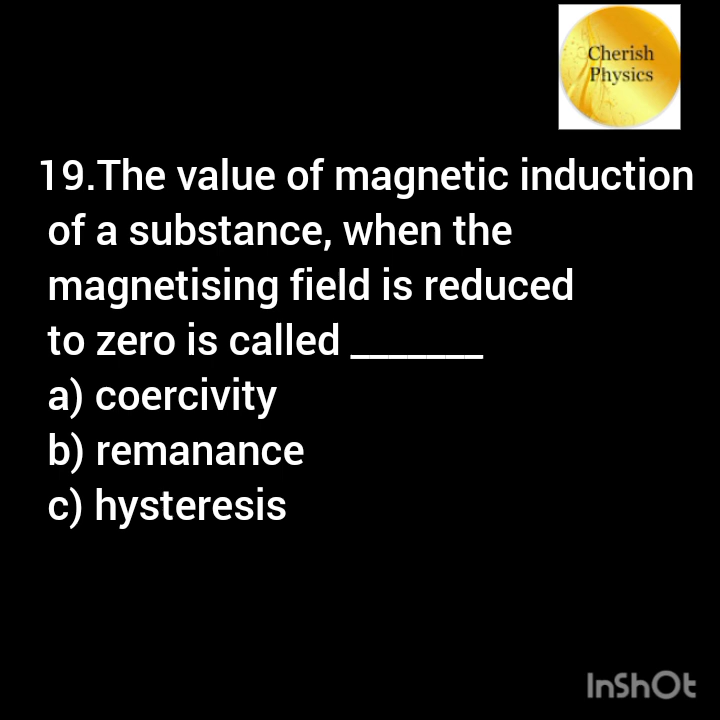 Cherish
Physics
19.The value of magnetic induction
of a substance, when the
magnetising field is reduced
to zero is called _______
a) coercivity
b) remanance
c) hysteresis
InShOt